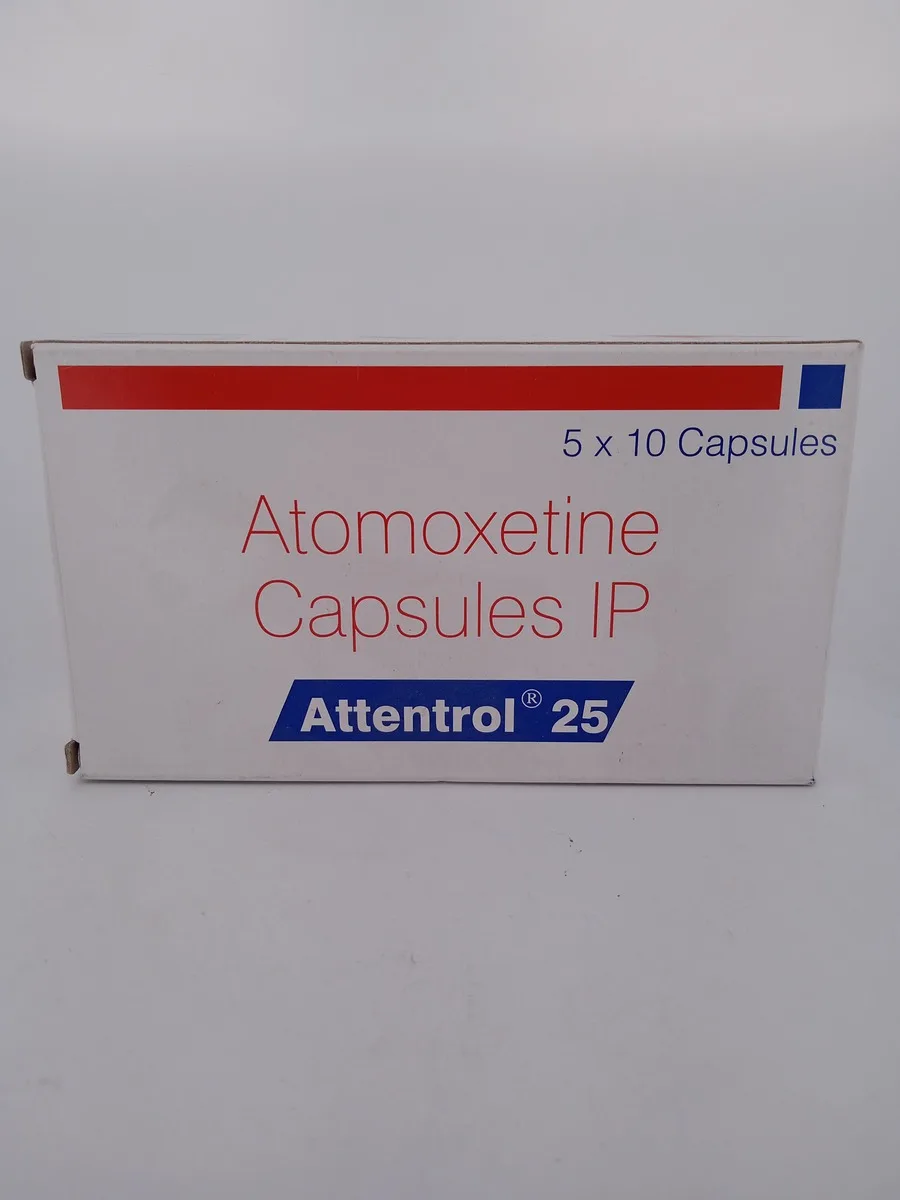 5 x 10 Capsules
Atomoxetine
Capsules IP
Attentrol® 25